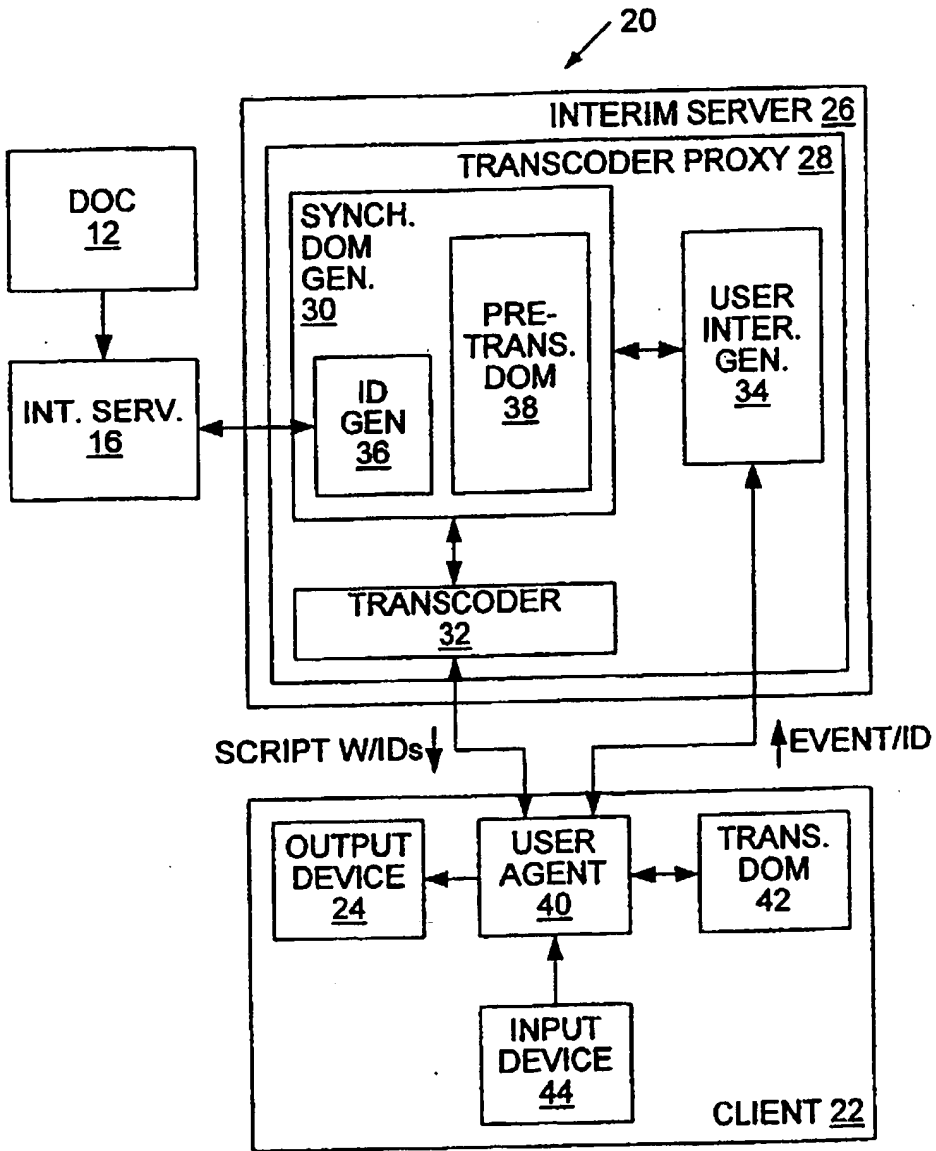 20
INTERIM SERVER 26
TRANSCODER PROXY 28
DOC
12
SYNCH.
DOM
GEN.
30
PRE-
TRANS.
DOM
38
USER
INTER.
GEN.
34
INT. SERV.
16
ID
GEN
36
TRANSCODER
32
SCRIPT W/IDs
EVENT/ID
OUTPUT
DEVICE
24
USER
AGENT
40
TRANS.
DOM
42
INPUT
DEVICE
44
CLIENT 22